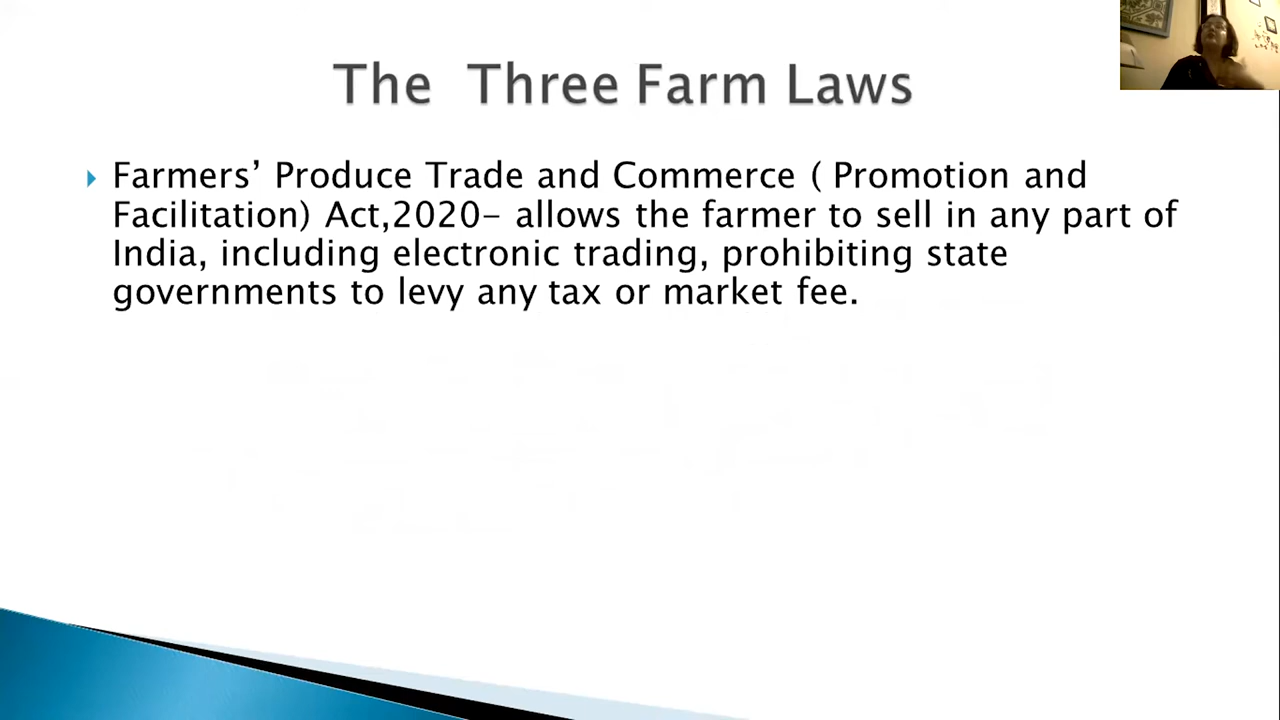 The Three Farm Laws
Farmers’ Produce Trade and Commerce ( Promotion and
Facilitation) Act,2020- allows the farmer to sell in any part of
India, including electronic trading, prohibiting state
governments to levy any tax or market fee.